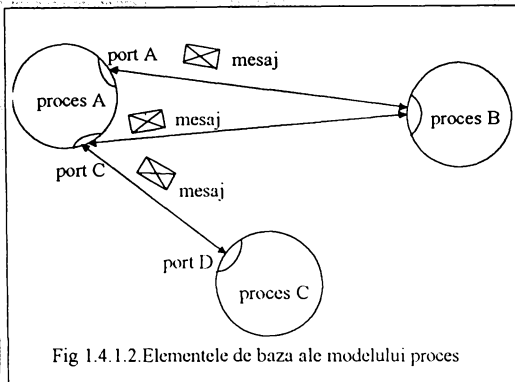 port A
mesaj
proces A
proces B
mesaj
port C
mesaj
port D
proces C
Fig 1.4.1.2.Elementele de baza ale modelului proces